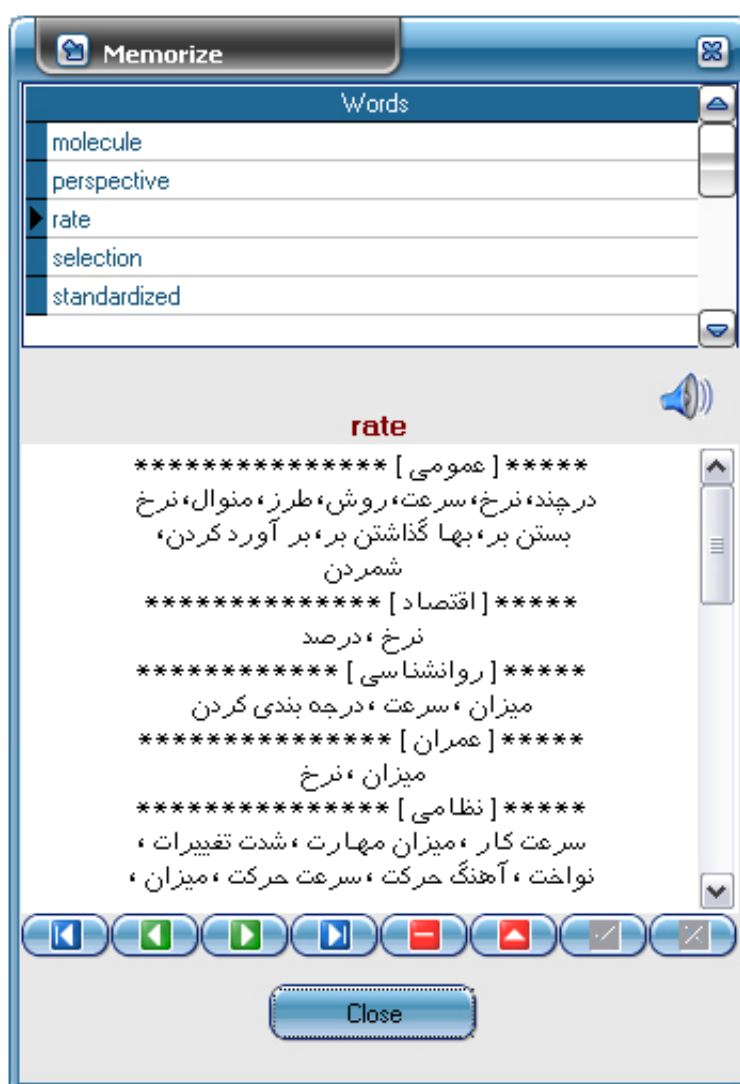 Memorize
Words
molecule
perspective
rate
selection
standardized
rate
*****[ عمومی ] ***************
درچند،نرخ،سرعت،روش،طرز،منوال،نرخ
بستن بر،بها گذاشتن بر،بر آورد کردن،
شمردن
*****[ اقتصاد ] **************
نرخ ،درصد
*****[ روانشناسی ] ************
میزان ،سرعت ،درجه بندی کردن
*****[ عمران ] ***************
میزان ،نرخ
*****[ نظامی ] ***************
سرعت کار ،میزان مهارت ،شدت تغییرات ،
نواخت ،آهنگ حرکت ،سرعت حرکت ،میزان ،
Close